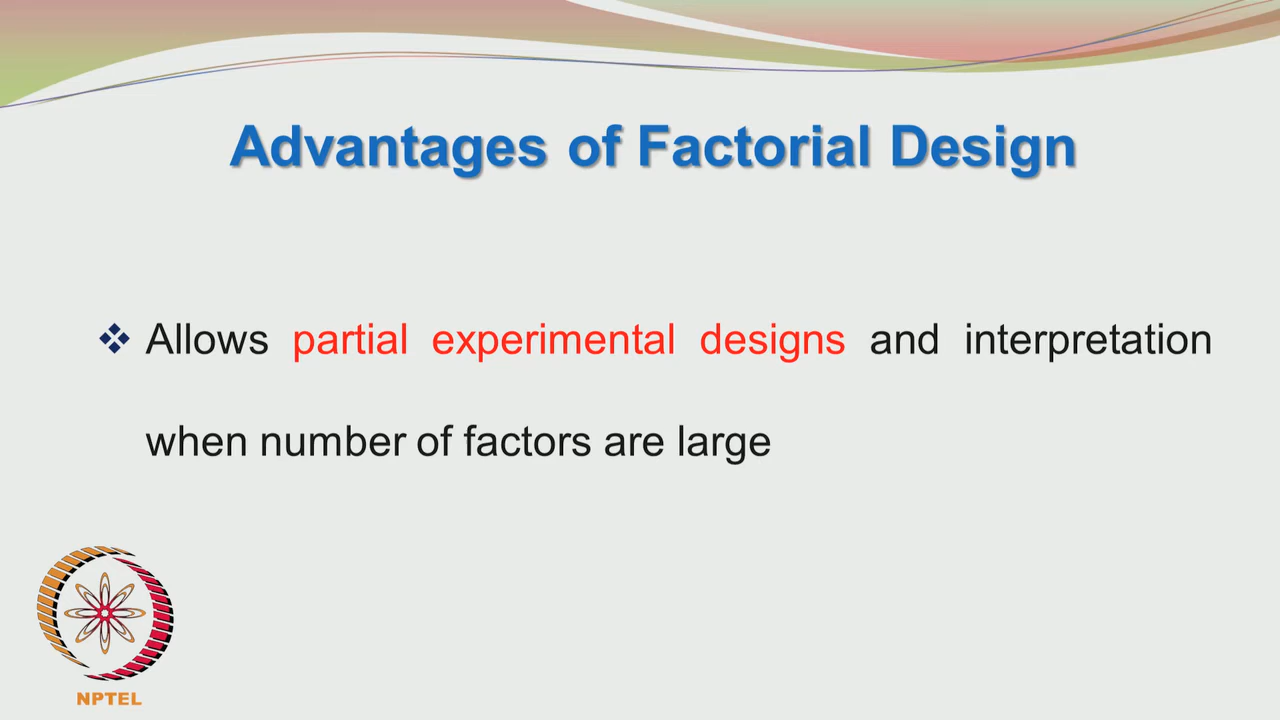 Advantages of Factorial Design
❖ Allows partial experimental designs and interpretation
when number of factors are large
NPTEL